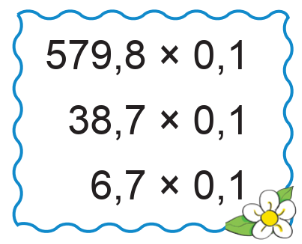 579,8 × 0,1
38,7 × 0,1
6,7 × 0,1